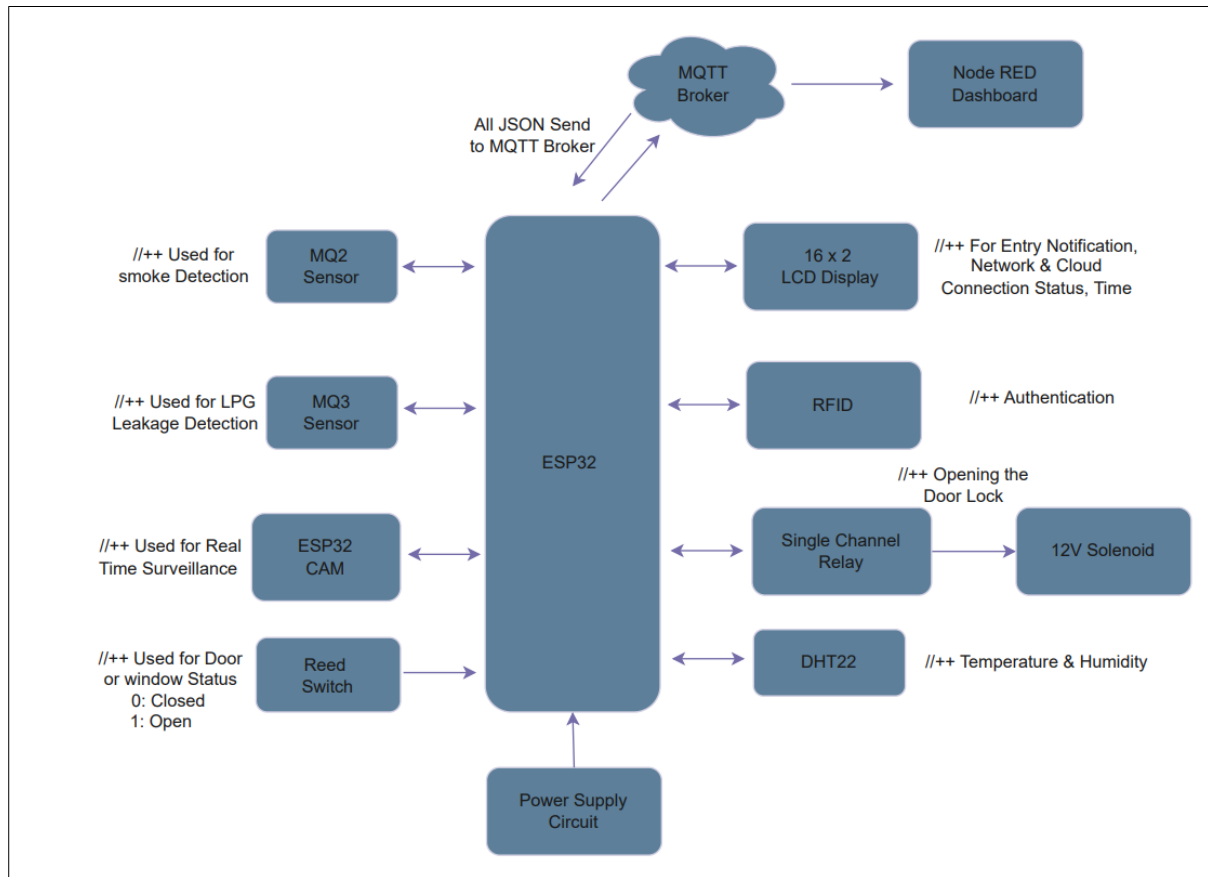 MQTT
Broker
Node RED
Dashboard
All JSON Send
to MQTT Broker
//++ Used for
smoke Detection
MQ2
Sensor
16 x 2
LCD Display
//++ For Entry Notification,
Network & Cloud
Connection Status, Time
//++ Used for LPG
Leakage Detection
MQ3
Sensor
ESP32
RFID
//++ Authentication
//++ Opening the
Door Lock
//++ Used for Real
Time Surveillance
ESP32
CAM
Single Channel
Relay
12V Solenoid
//++ Used for Door
or window Status
0: Closed
1: Open
Reed
Switch
DHT22
//++ Temperature & Humidity
Power Supply
Circuit